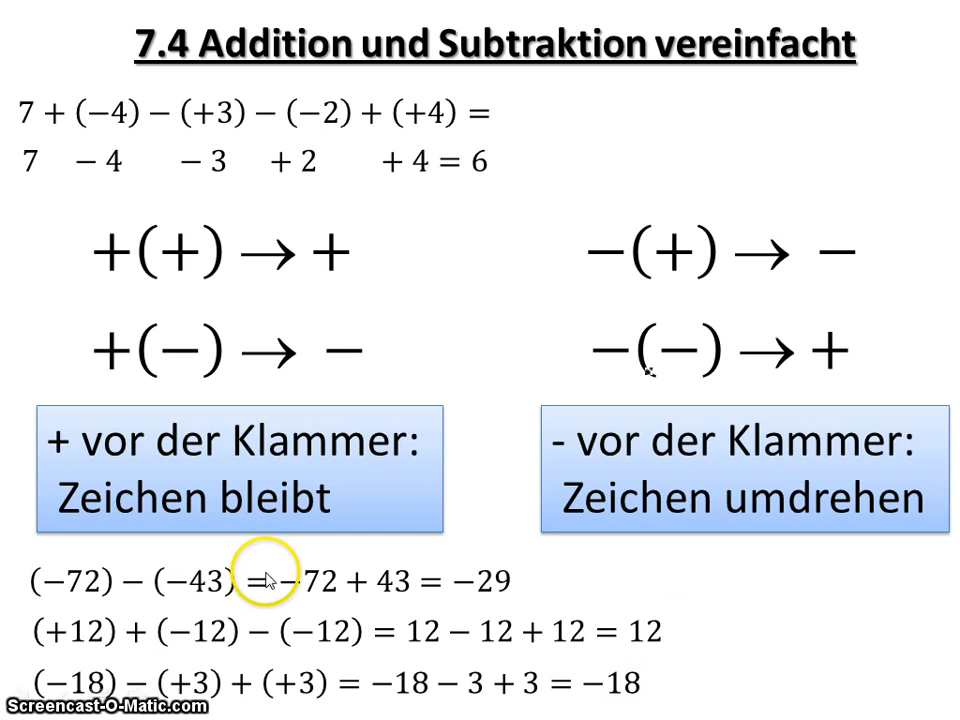 7.4 Addition und Subtraktion vereinfacht
7 + (−4) − (+3) − (−2) + (+4) =
7 − 4 − 3 + 2 + 4 = 6
+(+) → +
−(+) → −
+(−) → −
−(−) → +
+ vor der Klammer:
Zeichen bleibt
- vor der Klammer:
Zeichen umdrehen
(−72) − (−43) = −72 + 43 = −29
(+12) + (−12) − (−12) = 12 − 12 + 12 = 12
(−18) − (+3) + (+3) = −18 − 3 + 3 = −18
Screencast-O-Matic.com